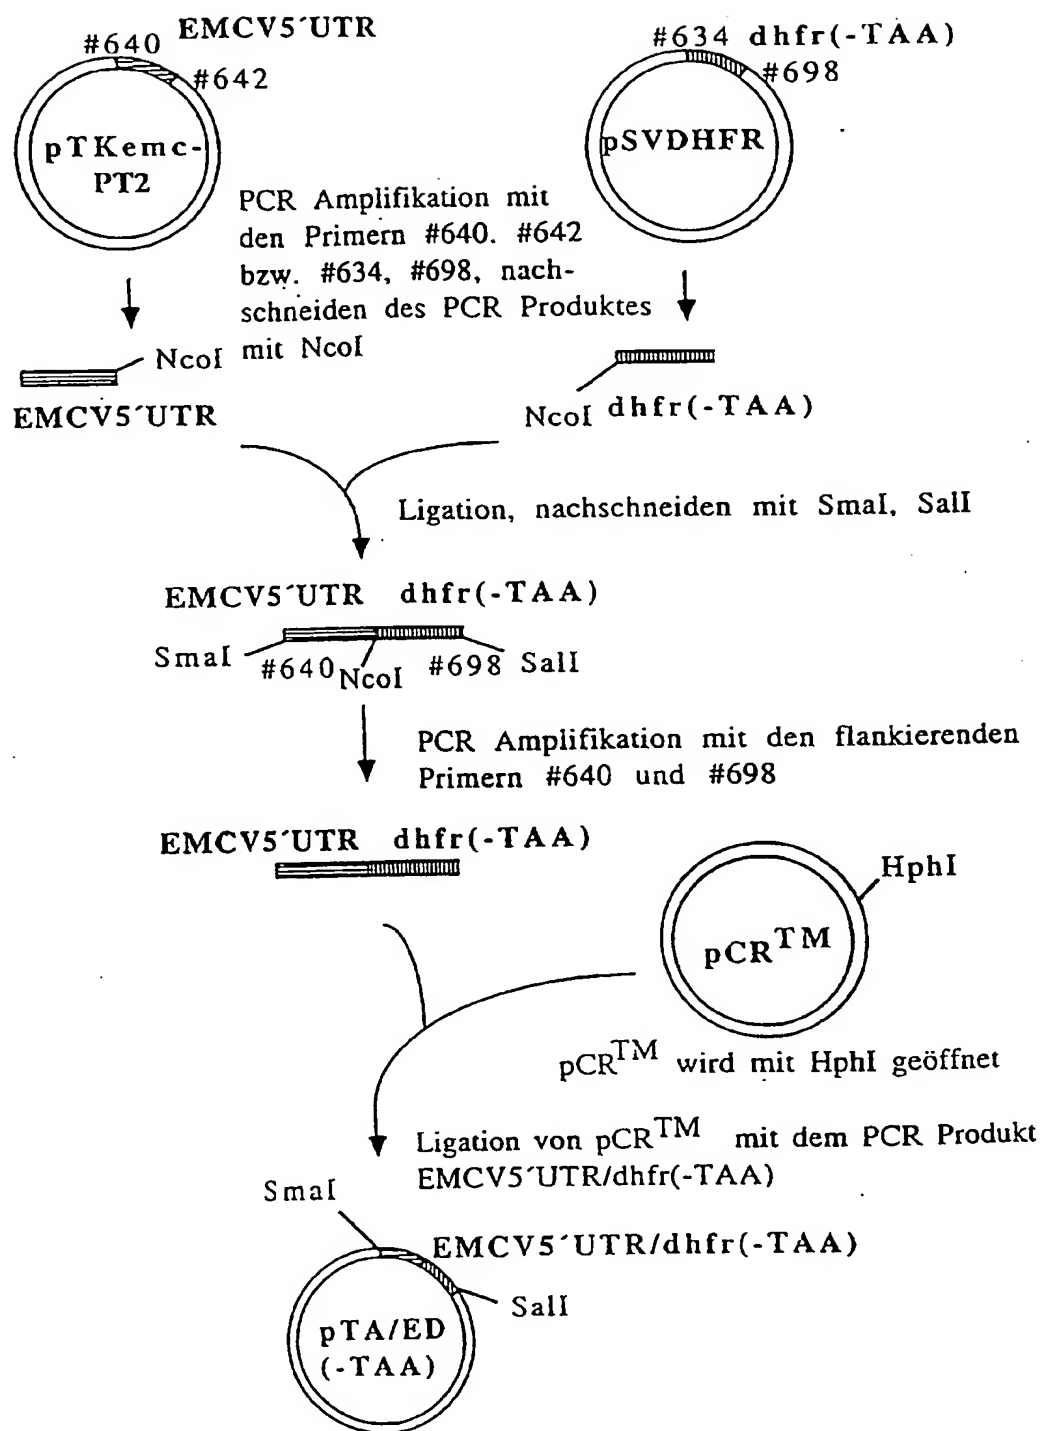 #640 EMCV5´UTR
#642
pTKemc-
PT2
#634 dhfr(-TAA)
#698
pSVDHFR
PCR Amplifikation mit
den Primern #640. #642
bzw. #634, #698, nach-
schneiden des PCR Produktes
mit NcoI
NcoI
EMCV5´UTR
NcoI dhfr(-TAA)
Ligation, nachschneiden mit SmaI, SalI
EMCV5´UTR dhfr(-TAA)
SmaI #640 NcoI #698 SalI
PCR Amplifikation mit den flankierenden
Primern #640 und #698
EMCV5´UTR dhfr(-TAA)
HphI
pCR™
pCR™ wird mit HphI geöffnet
Ligation von pCR™ mit dem PCR Produkt
EMCV5´UTR/dhfr(-TAA)
SmaI
EMCV5´UTR/dhfr(-TAA)
SalI
pTA/ED
(-TAA)